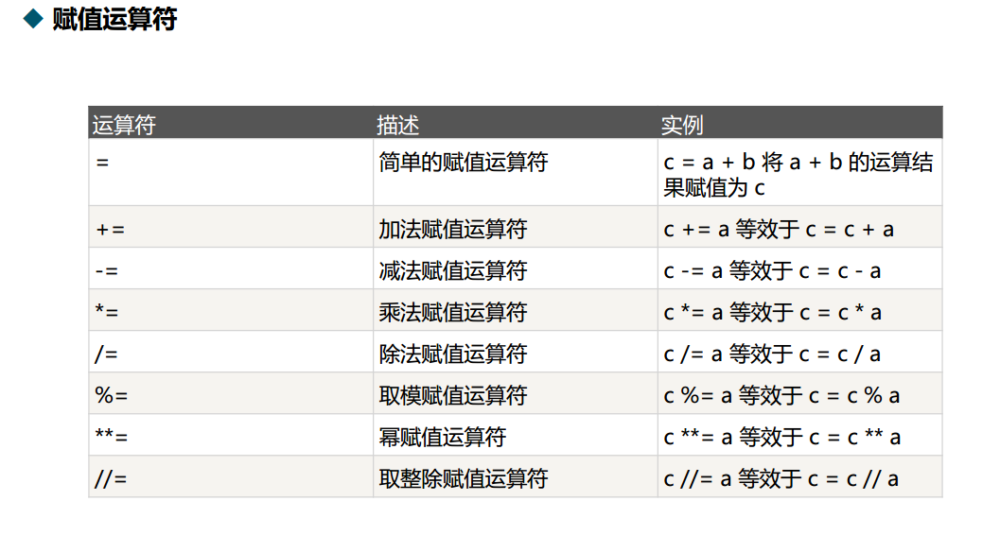 赋值运算符
运算符 描述 实例
= 简单的赋值运算符 c = a + b 将 a + b 的运算结
果赋值为 c
+= 加法赋值运算符 c += a 等效于 c = c + a
-= 减法赋值运算符 c -= a 等效于 c = c - a
*= 乘法赋值运算符 c *= a 等效于 c = c * a
/= 除法赋值运算符 c /= a 等效于 c = c / a
%= 取模赋值运算符 c %= a 等效于 c = c % a
**= 幂赋值运算符 c **= a 等效于 c = c ** a
//= 取整除赋值运算符 c //= a 等效于 c = c // a